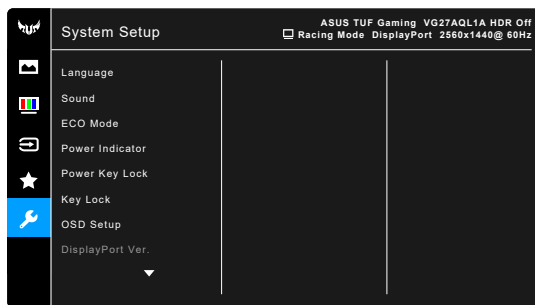 System Setup
ASUS TUF Gaming VG27AQL1A HDR Off
Racing Mode DisplayPort 2560x1440@ 60Hz
Language
Sound
ECO Mode
Power Indicator
Power Key Lock
Key Lock
OSD Setup
DisplayPort Ver.